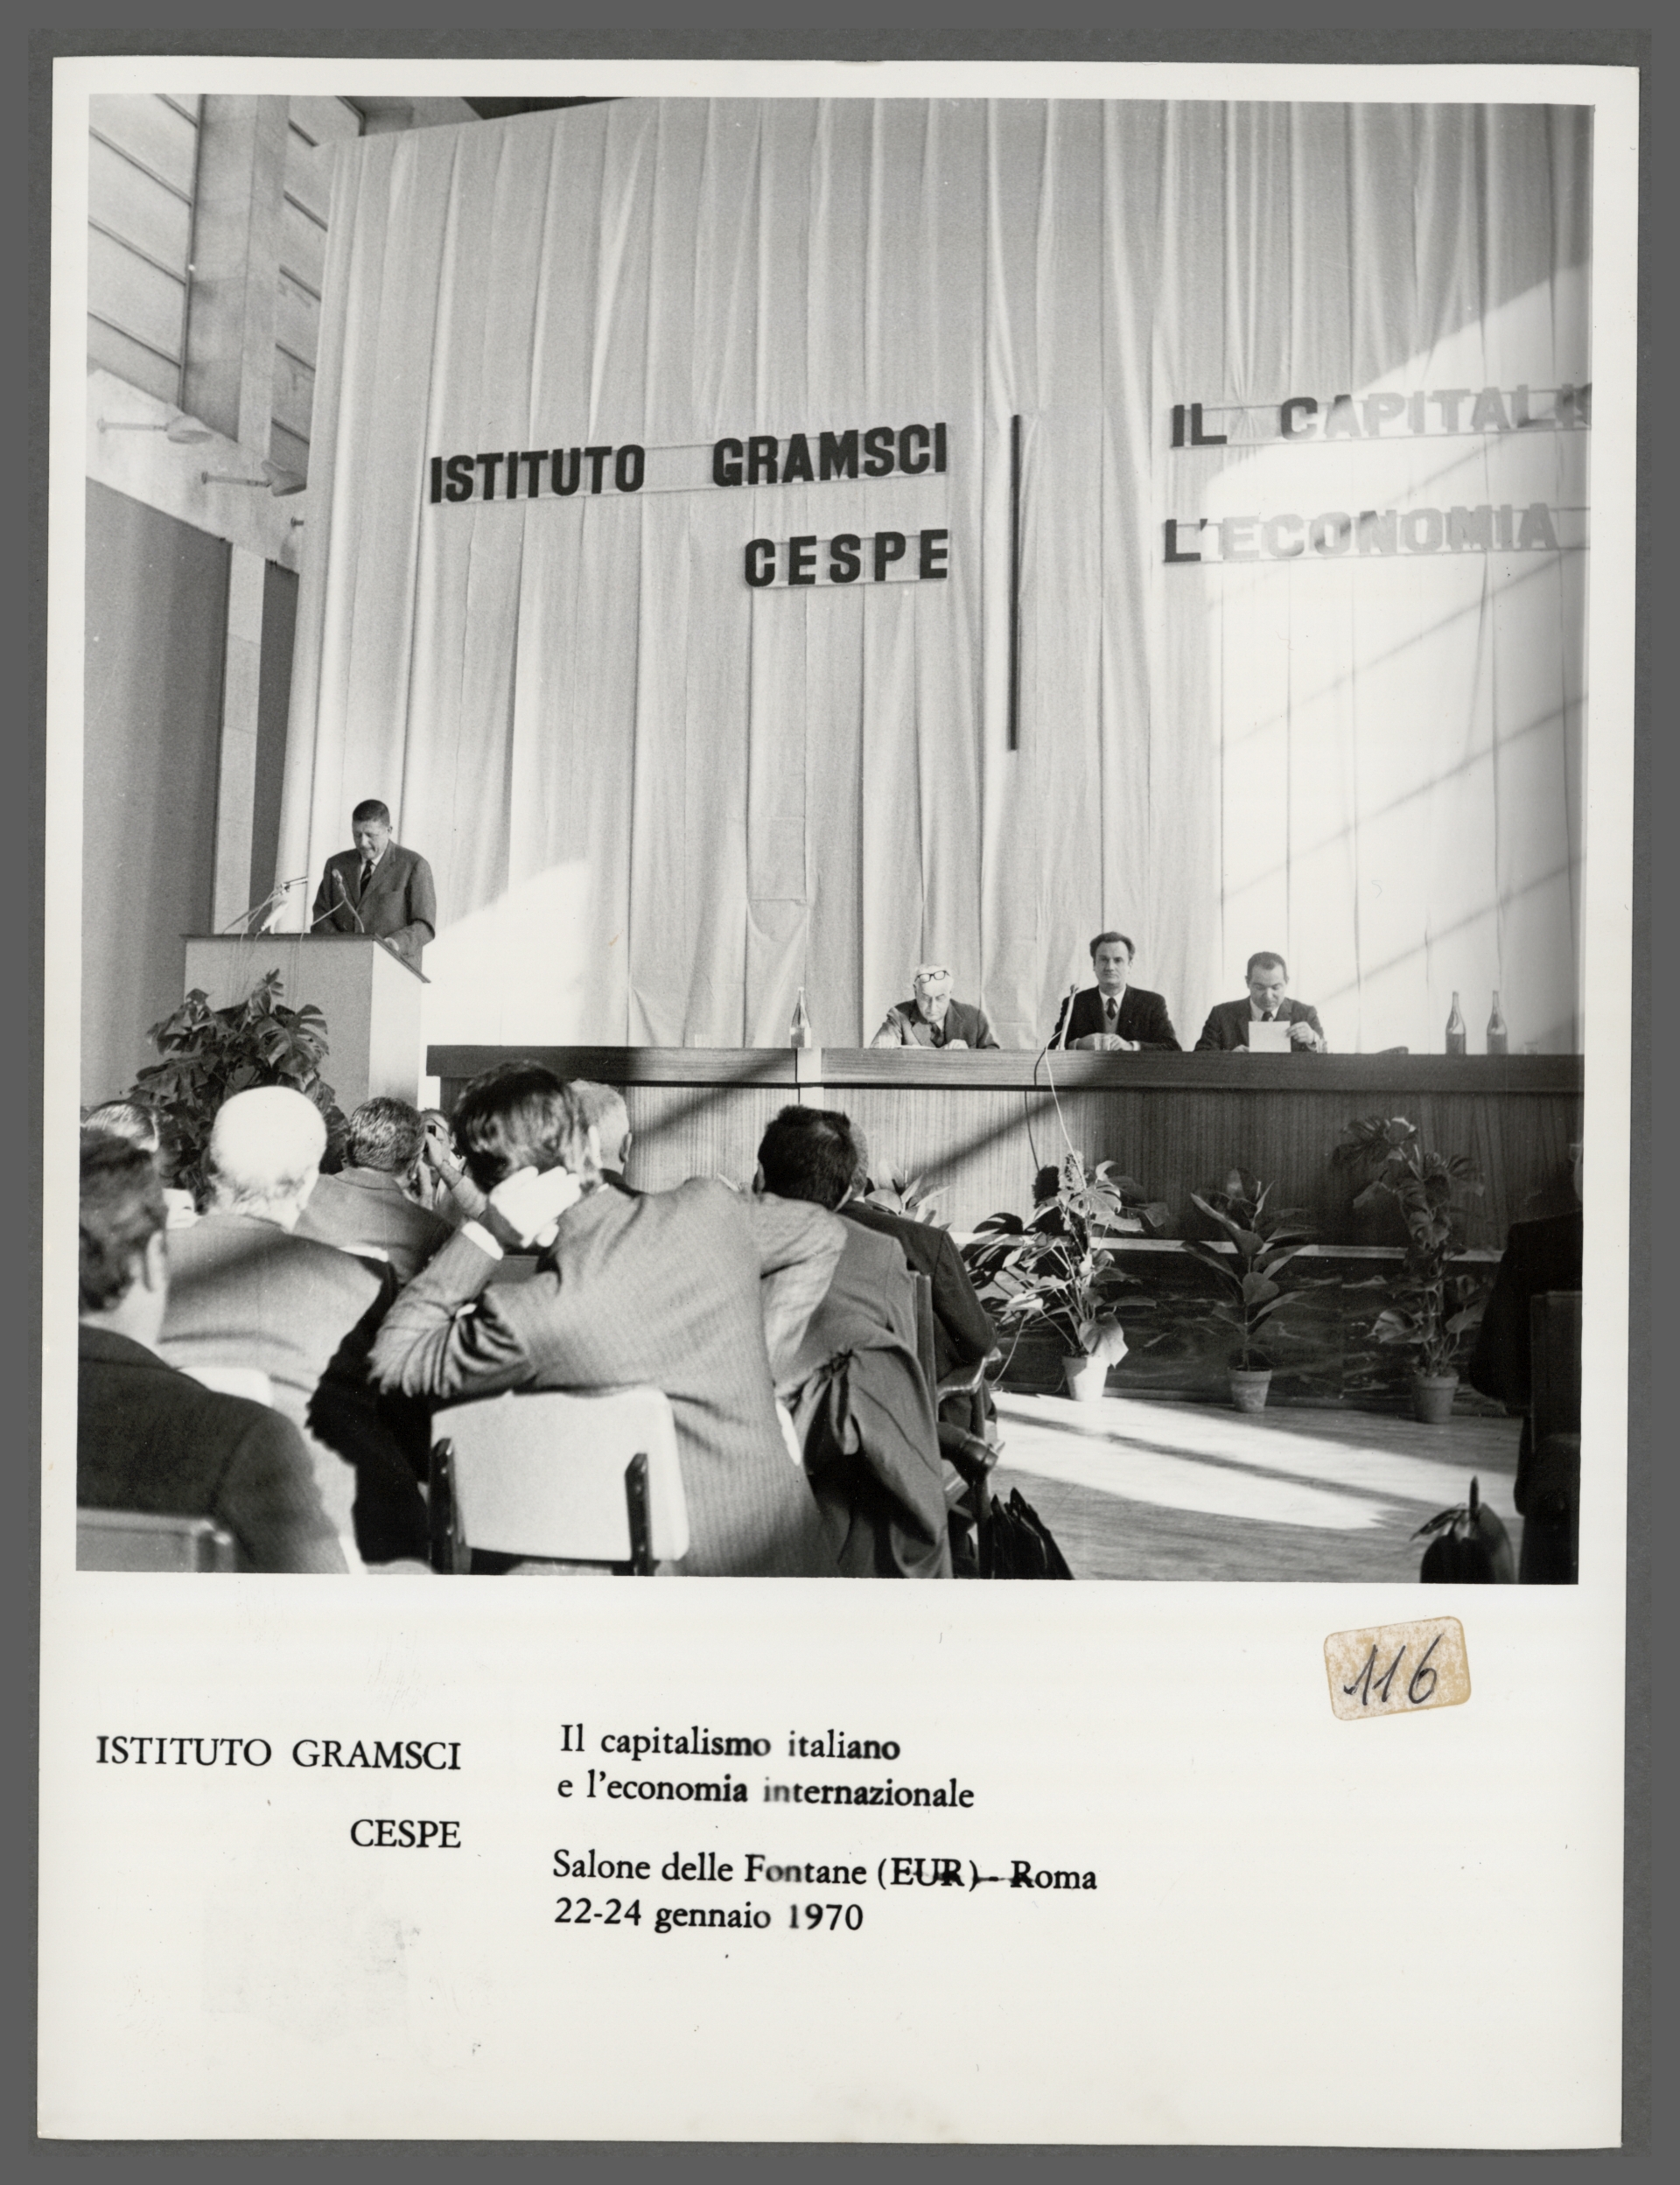 ISTITUTO GRAMSCI
CESPE
IL CAPITALIS
L'ECONOMIA
116
ISTITUTO GRAMSCI
CESPE
Il capitalismo italiano
e l'economia internazionale
Salone delle Fontane (EUR) - Roma
22-24 gennaio 1970